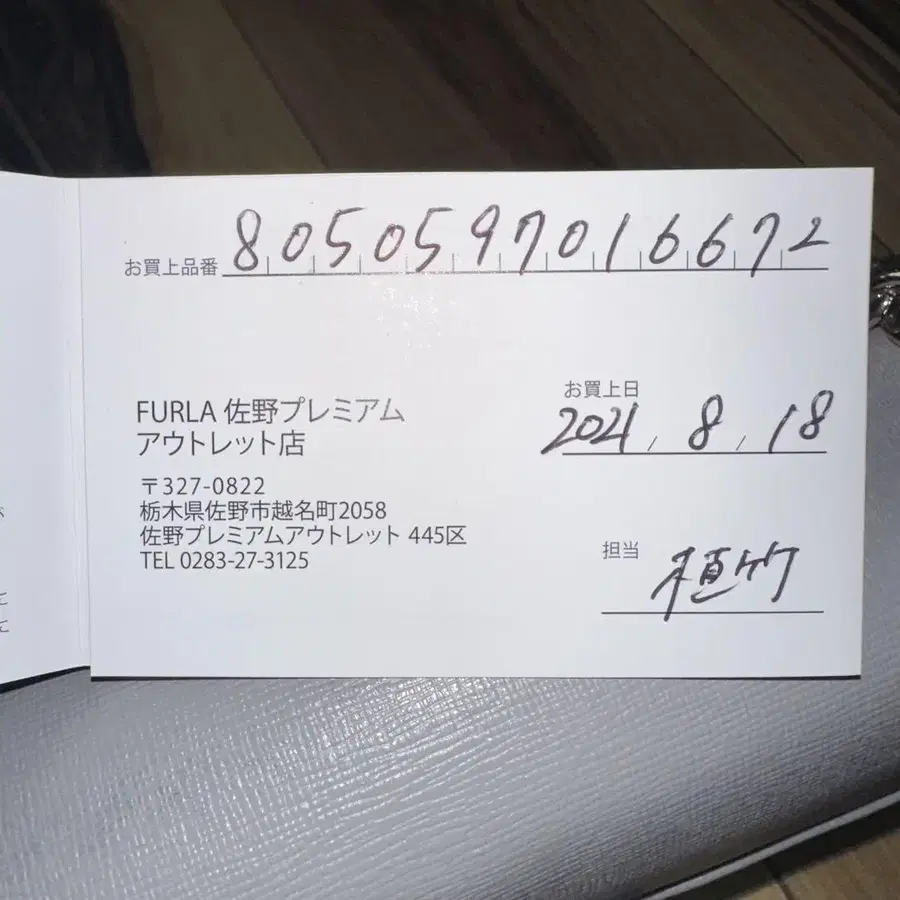 お買上品番 8050597016672
FURLA 佐野プレミアム
アウトレット店
〒327-0822
栃木県佐野市越名町2058
佐野プレミアムアウトレット 445区
TEL 0283-27-3125
お買上日
2021, 8, 18
担当 植竹